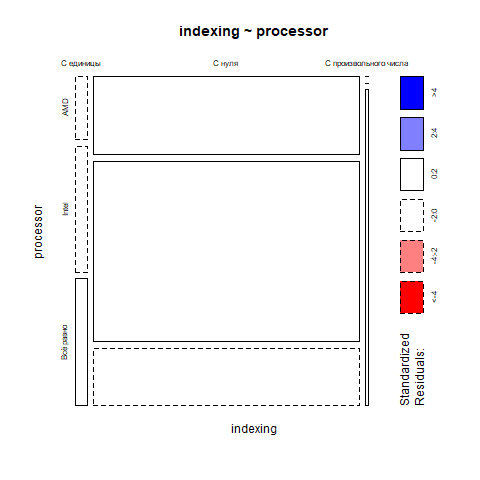 indexing ~ processor
С единицы
С нуля
С произвольного числа
AMD
Intel
Всё равно
processor
indexing
>4
2:4
0:2
-2:0
-4:-2
<-4
Standardized
Residuals: